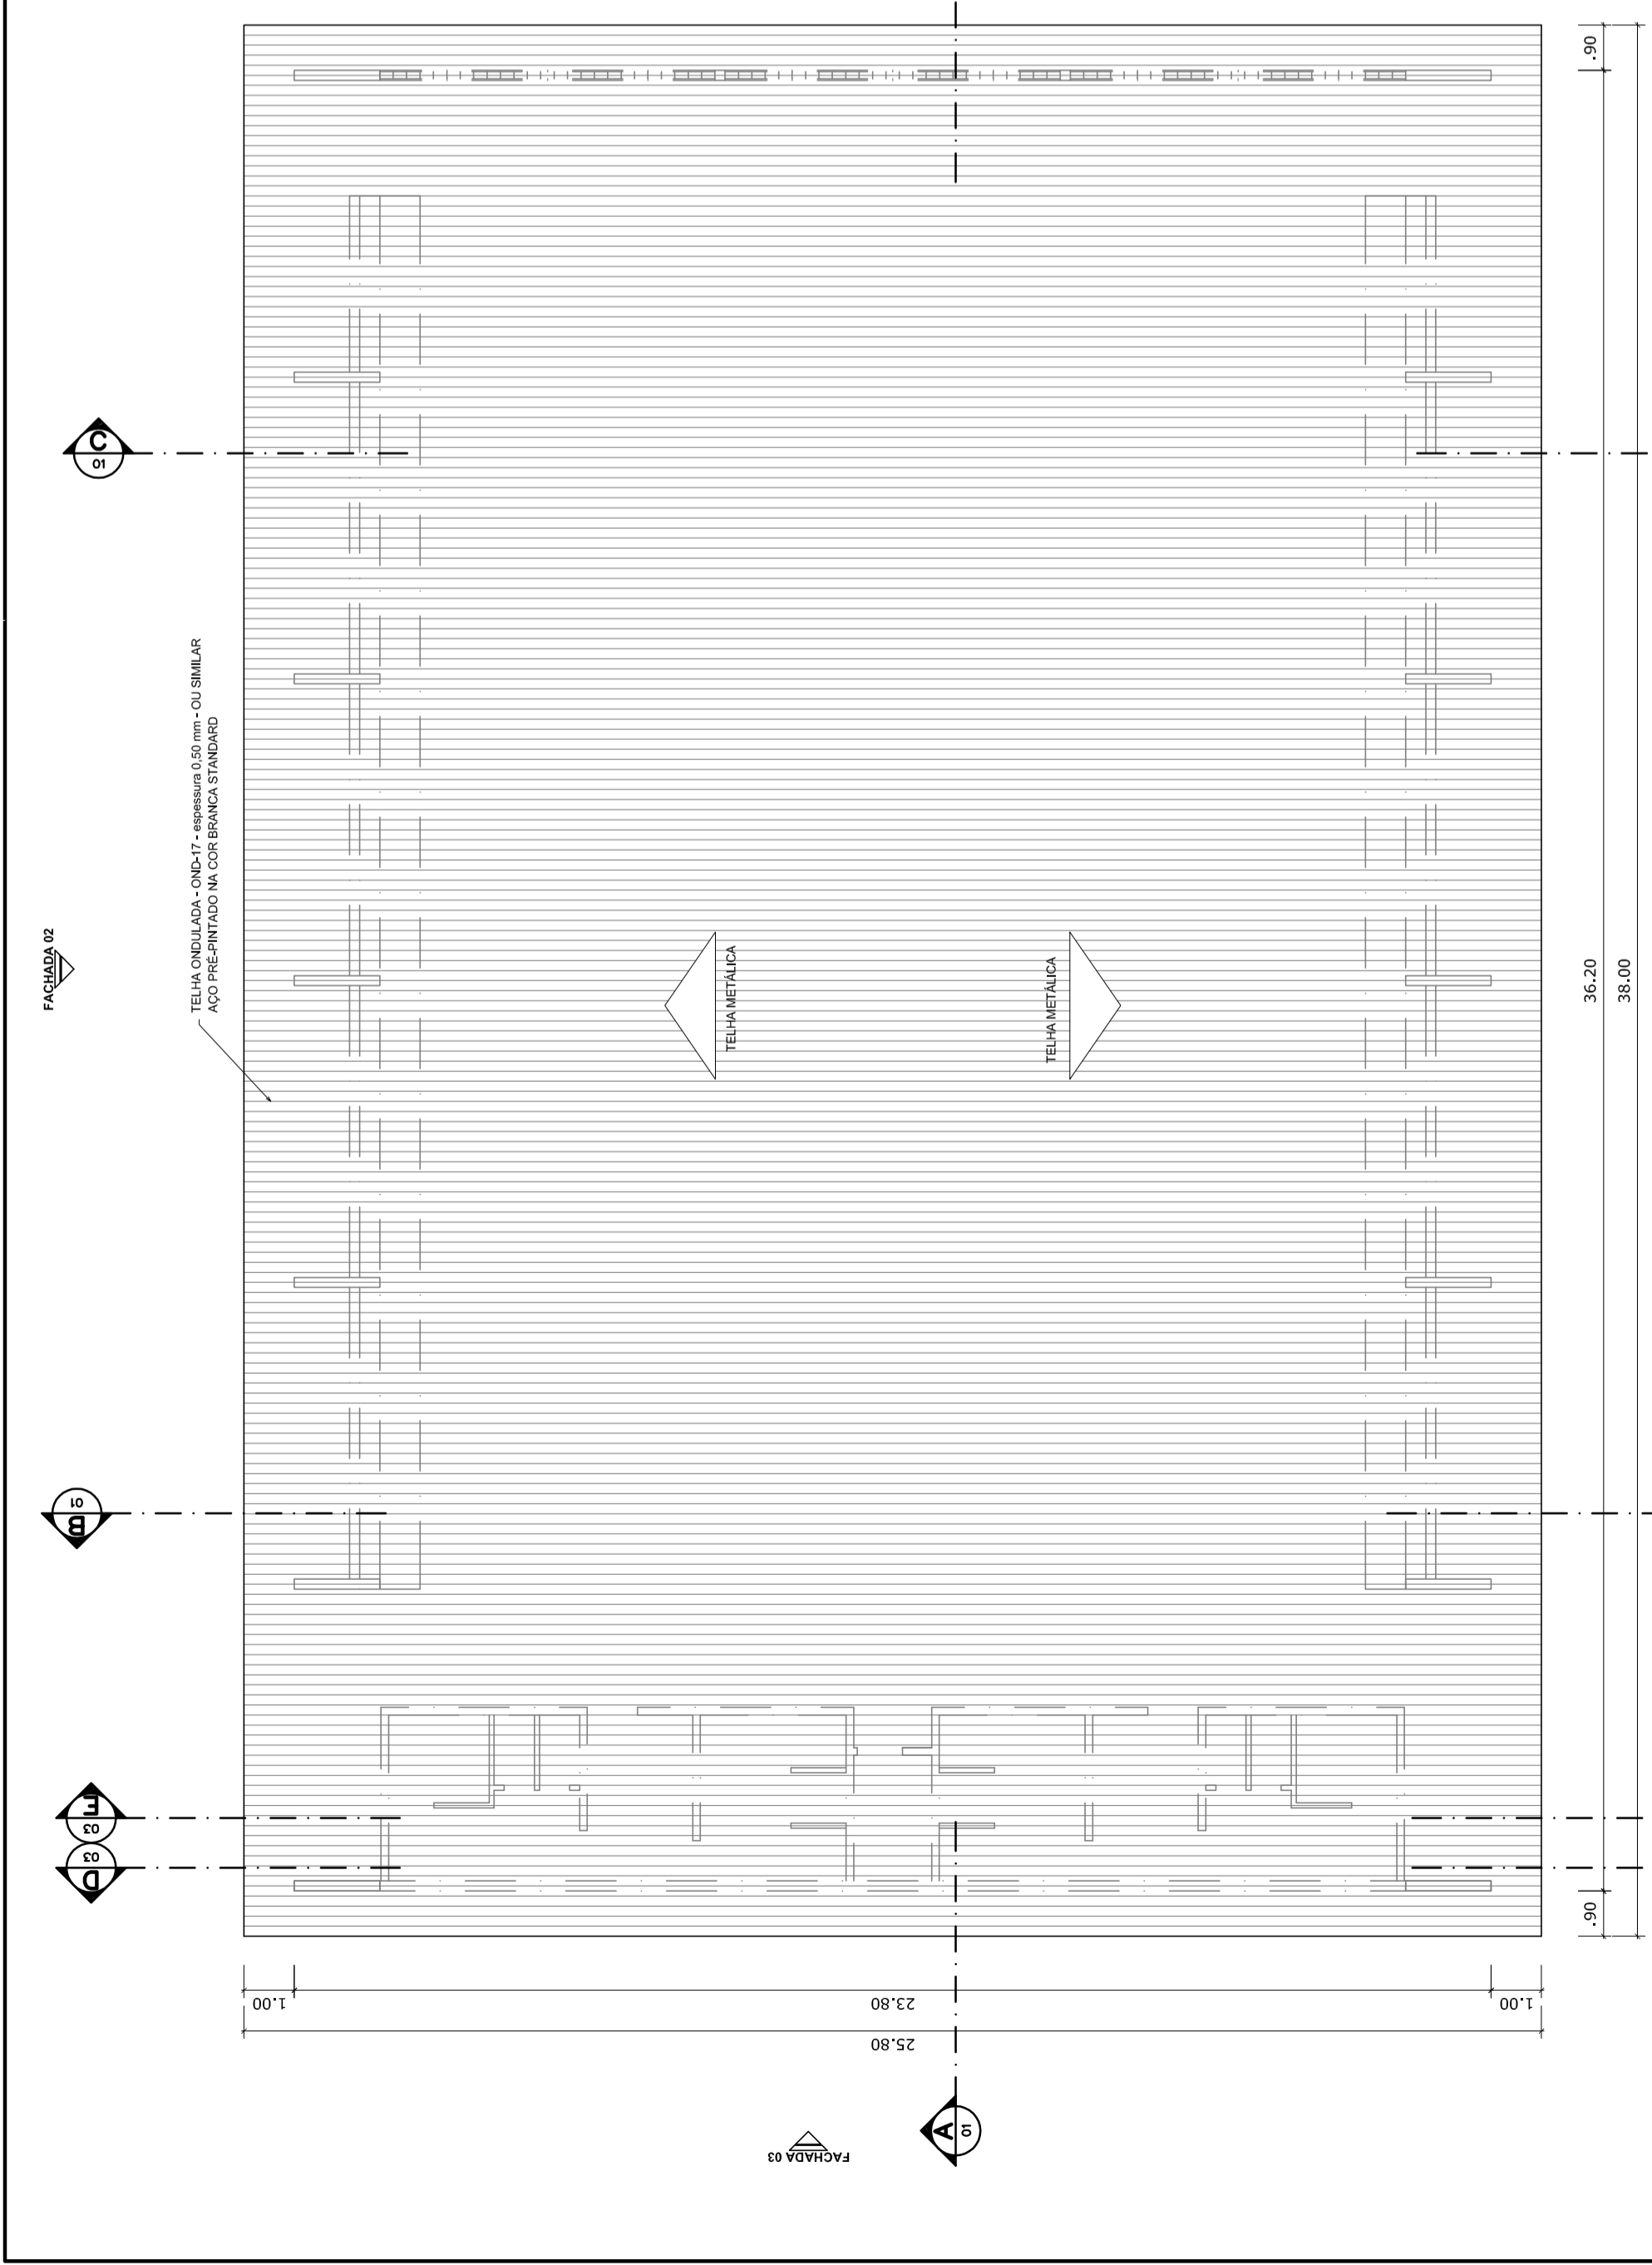 .90
C
01
TELHA ONDULADA - OND-17 - espessura 0,50 mm - OU SIMILAR
AÇO PRÉ-PINTADO NA COR BRANCA STANDARD
FACHADA 02
TELHA METÁLICA
TELHA METÁLICA
36.20
38.00
B
01
E
03
D
03
.90
1.00
23.80
1.00
25.80
A
01
FACHADA 03